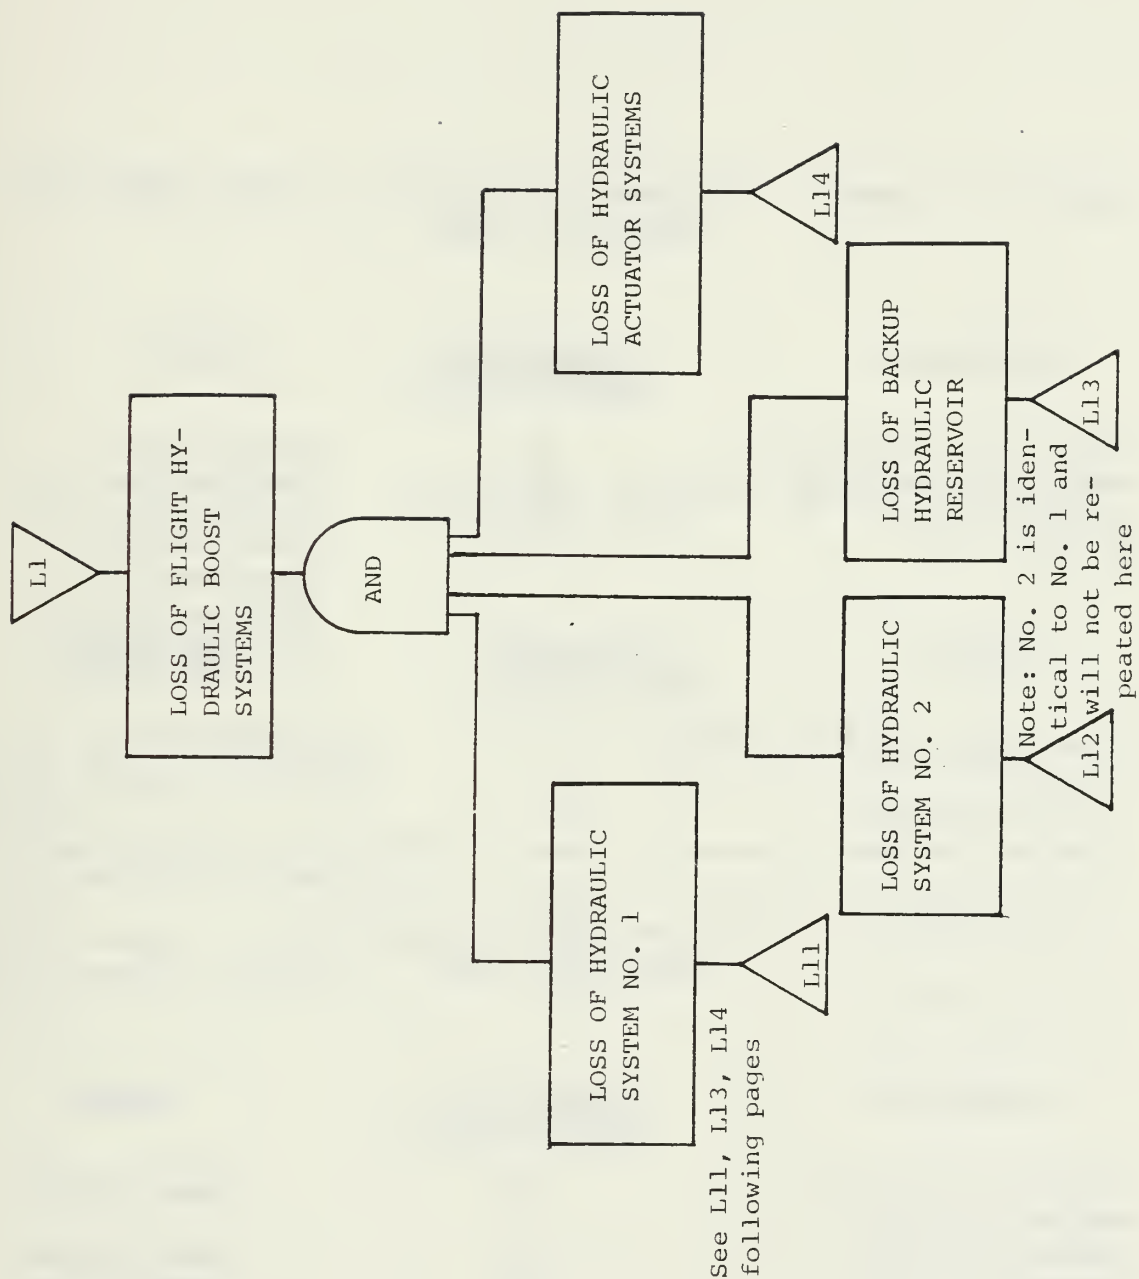 L1
LOSS OF FLIGHT HY-
DRAULIC BOOST
SYSTEMS
AND
LOSS OF HYDRAULIC
SYSTEM NO. 1
L11
See L11, L13, L14
following pages
LOSS OF HYDRAULIC
SYSTEM NO. 2
L12
Note: No. 2 is iden-
tical to No. 1 and
will not be re-
peated here
LOSS OF BACKUP
HYDRAULIC
RESERVOIR
L13
LOSS OF HYDRAULIC
ACTUATOR SYSTEMS
L14